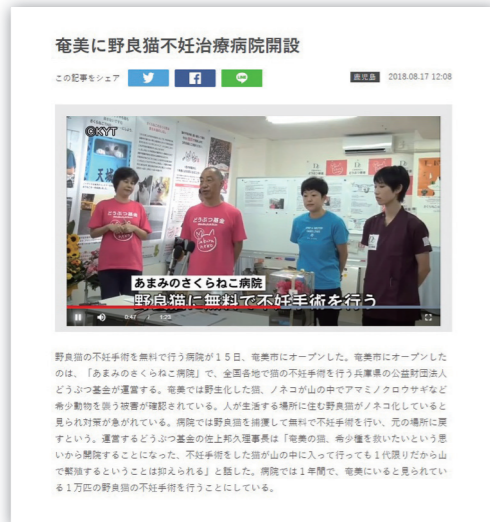 奄美に野良猫不妊治療病院開設
この記事をシェア
LINE
鹿児島 2018.08.17 12:08
©KYT
天城
どうぶつ基金
どうぶつ基金
あまみのさくらねこ病院
野良猫に無料で不妊手術を行う
0:47 / 1:20
野良猫の不妊手術を無料で行う病院が１５日、奄美市にオープンした。奄美市にオープンした
のは、「あまみのさくらねこ病院」で、全国各地で猫の不妊手術を行う兵庫県の公益財団法人
どうぶつ基金が運営する。奄美では野生化した猫、ノネコが山の中でアマミノクロウサギなど
希少動物を襲う被害が確認されている。人が生活する場所に住む野良猫がノネコ化していると
見られ対策が急がれている。病院では野良猫を捕獲して無料で不妊手術を行い、元の場所に戻
すという。運営するどうぶつ基金の佐上邦久理事長は「奄美の猫、希少種を救いたいという思
いから開院することになった、不妊手術をした猫が山の中に入って行っても１代限りだから山
で繁殖するということは抑えられる」と話した。病院では１年間で、奄美にいると見られてい
る１万匹の野良猫の不妊手術を行うことにしている。